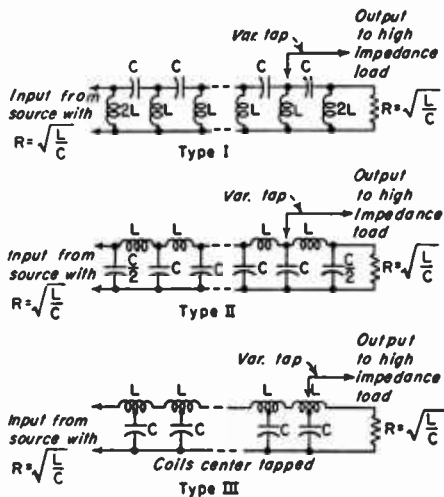 Output
to high
Impedance
load
Var. tap
C C C C
Input from
source with
R=√L/C
2L L L L L 2L
R=√L/C
Type I
Output
to high
Impedance
load
Var. tap
L L L L
Input from
source with
R=√L/C
C/2 C C C C C/2
R=√L/C
Type II
Output
to high
impedance
load
Var. tap
L L L L
Input from
source with
R=√L/C
C C C C
R=√L/C
Coils center tapped
Type III